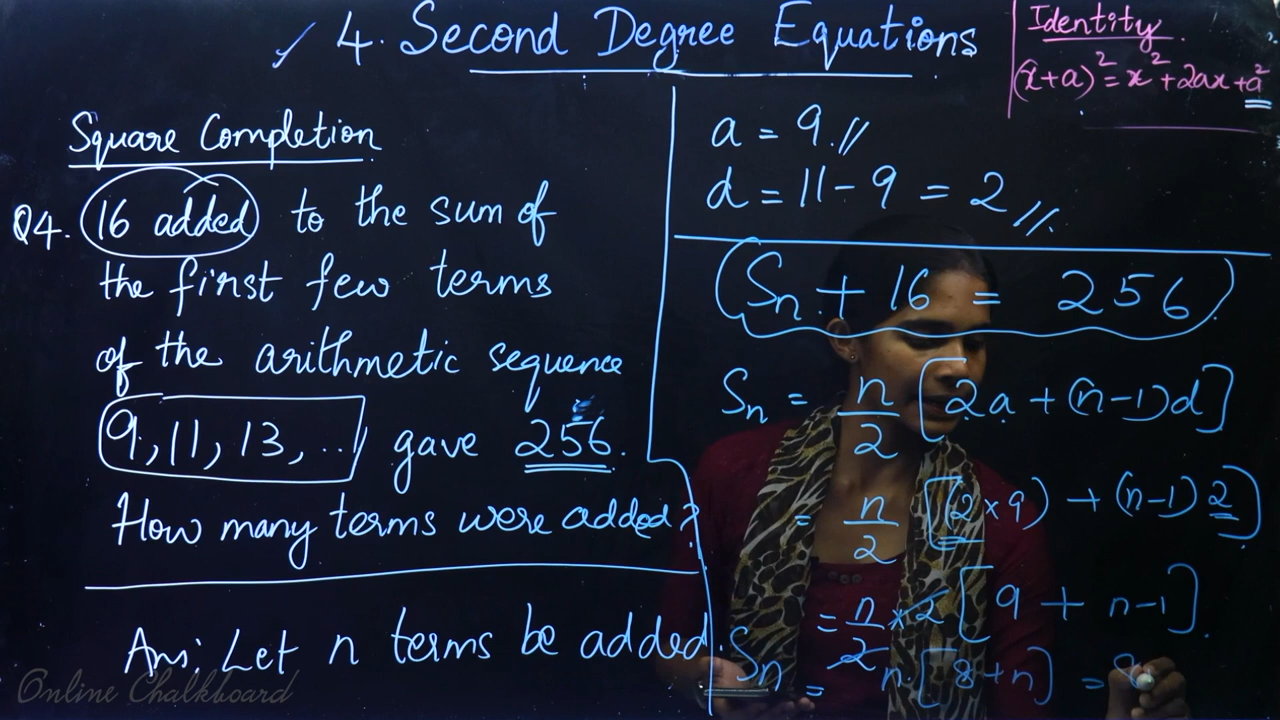 4. Second Degree Equations
Identity
(x+a)² = x² + 2ax + a²
Square Completion
Q4. 16 added to the sum of
the first few terms
of the arithmetic sequence
9, 11, 13, ... gave 256.
How many terms were added?
Ans: Let n terms be added.
a = 9 //
d = 11 - 9 = 2 //.
(Sn + 16 = 256)
Sn = n/2 [2a + (n-1)d]
= n/2 [(2×9) + (n-1)2]
= n/2 × 2 [9 + n-1].
Sn = n[8+n] = 8
Online Chalkboard